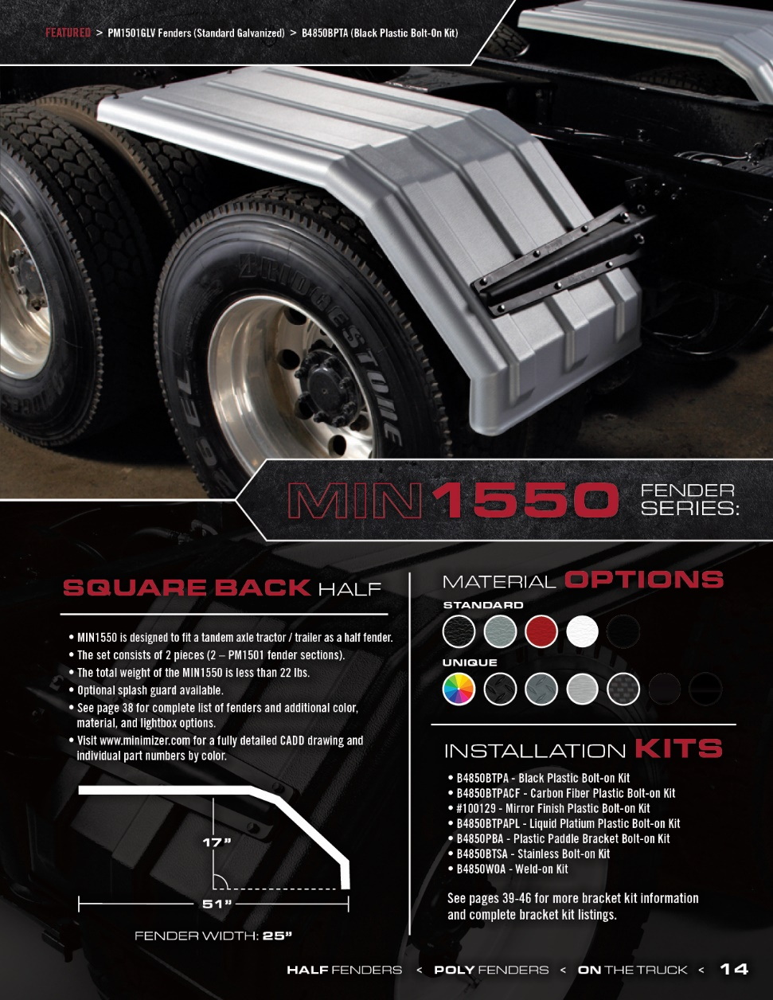 FEATURED > PM1501GLV Fenders (Standard Galvanized) > B4850BPTA (Black Plastic Bolt-On Kit)
BRIDGESTONE
MIN1550 FENDER SERIES:
SQUARE BACK HALF
• MIN1550 is designed to fit a tandem axle tractor / trailer as a half fender.
• The set consists of 2 pieces (2 – PM1501 fender sections).
• The total weight of the MIN1550 is less than 22 lbs.
• Optional splash guard available.
• See page 38 for complete list of fenders and additional color,
material, and lightbox options.
• Visit www.minimizer.com for a fully detailed CADD drawing and
individual part numbers by color.
17”
51”
FENDER WIDTH: 25”
MATERIAL OPTIONS
STANDARD
UNIQUE
INSTALLATION KITS
• B4850BTPA - Black Plastic Bolt-on Kit
• B4850BTPACF - Carbon Fiber Plastic Bolt-on Kit
• #100129 - Mirror Finish Plastic Bolt-on Kit
• B4850BTPAPL - Liquid Platium Plastic Bolt-on Kit
• B4850PBA - Plastic Paddle Bracket Bolt-on Kit
• B4850BTSA - Stainless Bolt-on Kit
• B4850WOA - Weld-on Kit
See pages 39-46 for more bracket kit information
and complete bracket kit listings.
HALF FENDERS < POLY FENDERS < ON THE TRUCK < 14